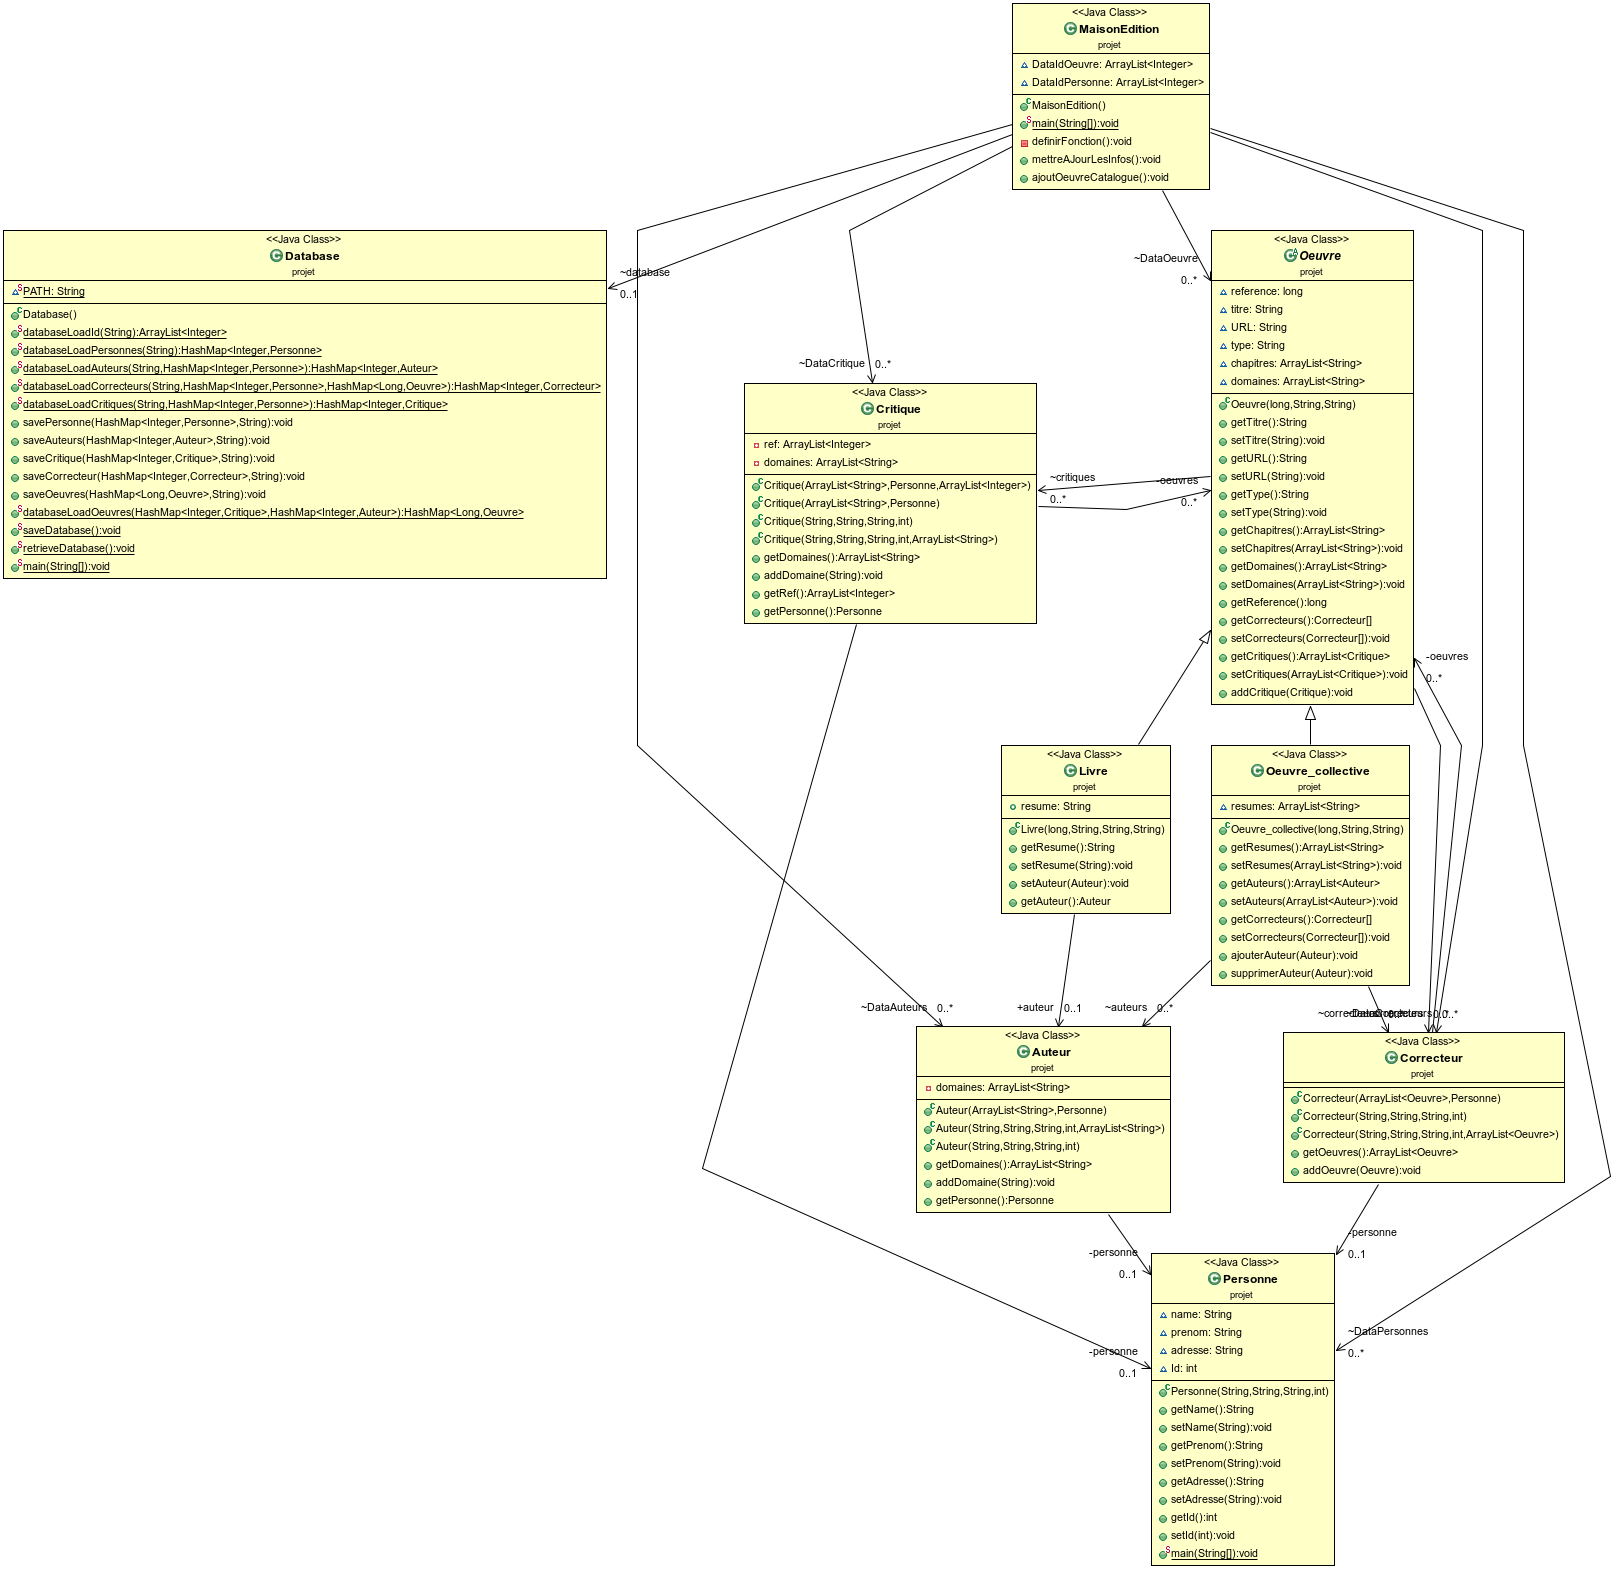 <<Java Class>>
MaisonEdition
projet
DataIdOeuvre: ArrayList<Integer>
DataIdPersonne: ArrayList<Integer>
MaisonEdition()
main(String[]):void
definirFonction():void
mettreAJourLesInfos():void
ajoutOeuvreCatalogue():void
~database
0..1
~DataCritique
0..*
~DataOeuvre
0..*
<<Java Class>>
Database
projet
PATH: String
Database()
databaseLoadId(String):ArrayList<Integer>
databaseLoadPersonnes(String):HashMap<Integer,Personne>
databaseLoadAuteurs(String,HashMap<Integer,Personne>):HashMap<Integer,Auteur>
databaseLoadCorrecteurs(String,HashMap<Integer,Personne>,HashMap<Long,Oeuvre>):HashMap<Integer,Correcteur>
databaseLoadCritiques(String,HashMap<Integer,Personne>):HashMap<Integer,Critique>
savePersonne(HashMap<Integer,Personne>,String):void
saveAuteurs(HashMap<Integer,Auteur>,String):void
saveCritique(HashMap<Integer,Critique>,String):void
saveCorrecteur(HashMap<Integer,Correcteur>,String):void
saveOeuvres(HashMap<Long,Oeuvre>,String):void
databaseLoadOeuvres(HashMap<Integer,Critique>,HashMap<Integer,Auteur>):HashMap<Long,Oeuvre>
saveDatabase():void
retrieveDatabase():void
main(String[]):void
<<Java Class>>
Critique
projet
ref: ArrayList<Integer>
domaines: ArrayList<String>
Critique(ArrayList<String>,Personne,ArrayList<Integer>)
Critique(ArrayList<String>,Personne)
Critique(String,String,String,int)
Critique(String,String,String,int,ArrayList<String>)
getDomaines():ArrayList<String>
addDomaine(String):void
getRef():ArrayList<Integer>
getPersonne():Personne
~critiques
0..*
-oeuvres
0..*
<<Java Class>>
Oeuvre
projet
reference: long
titre: String
URL: String
type: String
chapitres: ArrayList<String>
domaines: ArrayList<String>
Oeuvre(long,String,String)
getTitre():String
setTitre(String):void
getURL():String
setURL(String):void
getType():String
setType(String):void
getChapitres():ArrayList<String>
setChapitres(ArrayList<String>):void
getDomaines():ArrayList<String>
setDomaines(ArrayList<String>):void
getReference():long
getCorrecteurs():Correcteur[]
setCorrecteurs(Correcteur[]):void
getCritiques():ArrayList<Critique>
setCritiques(ArrayList<Critique>):void
addCritique(Critique):void
-oeuvres
0..*
<<Java Class>>
Livre
projet
resume: String
Livre(long,String,String,String)
getResume():String
setResume(String):void
setAuteur(Auteur):void
getAuteur():Auteur
<<Java Class>>
Oeuvre_collective
projet
resumes: ArrayList<String>
Oeuvre_collective(long,String,String)
getResumes():ArrayList<String>
setResumes(ArrayList<String>):void
getAuteurs():ArrayList<Auteur>
setAuteurs(ArrayList<Auteur>):void
getCorrecteurs():Correcteur[]
setCorrecteurs(Correcteur[]):void
ajouterAuteur(Auteur):void
supprimerAuteur(Auteur):void
~DataAuteurs 0..*
+auteur 0..1
~auteurs 0..*
<<Java Class>>
Auteur
projet
domaines: ArrayList<String>
Auteur(ArrayList<String>,Personne)
Auteur(String,String,String,int,ArrayList<String>)
Auteur(String,String,String,int)
getDomaines():ArrayList<String>
addDomaine(String):void
getPersonne():Personne
<<Java Class>>
Correcteur
projet
Correcteur(ArrayList<Oeuvre>,Personne)
Correcteur(String,String,String,int)
Correcteur(String,String,String,int,ArrayList<Oeuvre>)
getOeuvres():ArrayList<Oeuvre>
addOeuvre(Oeuvre):void
-personne
0..1
-personne
0..1
-personne
0..1
~DataPersonnes
0..*
<<Java Class>>
Personne
projet
name: String
prenom: String
adresse: String
Id: int
Personne(String,String,String,int)
getName():String
setName(String):void
getPrenom():String
setPrenom(String):void
getAdresse():String
setAdresse(String):void
getId():int
setId(int):void
main(String[]):void